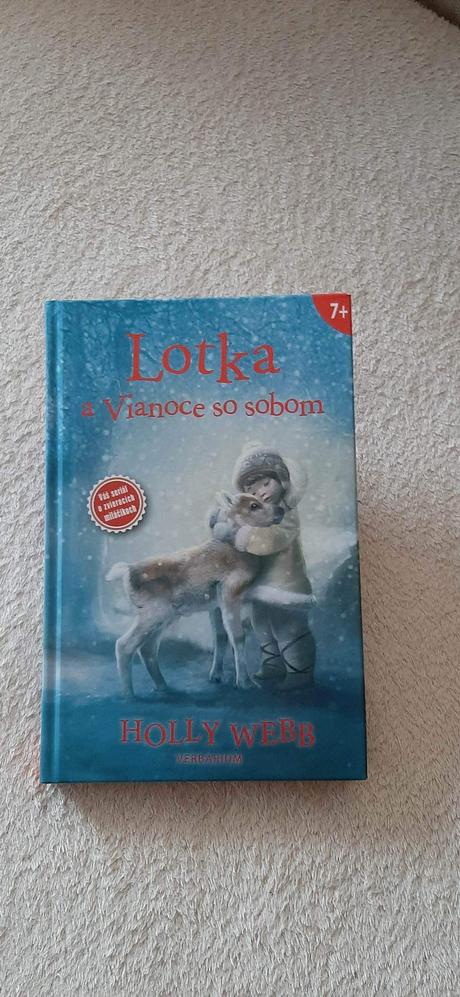 7+
Lotka
a Vianoce so sobom
Váš seriál
o zvieracích
miláčikoch
HOLLY WEBB
VERBARIUM